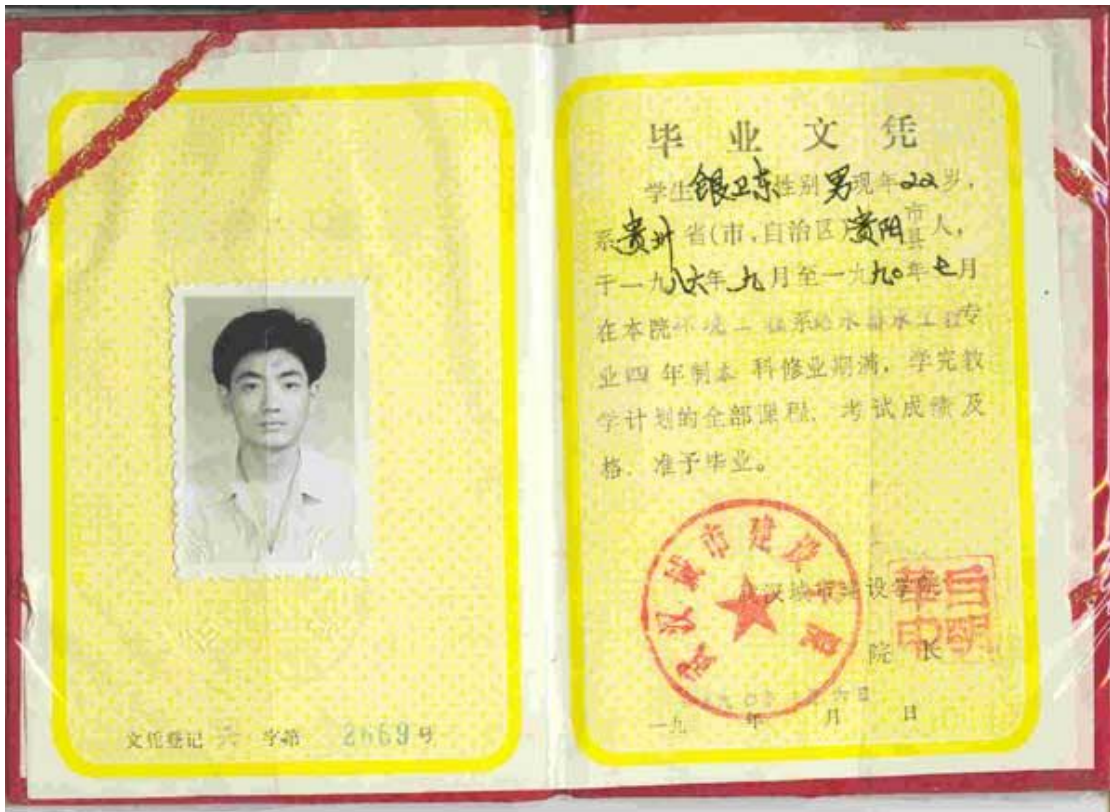 毕业文凭
学生银卫东性别男现年22岁，
系贵州省(市、自治区)贵阳市县人，
于一九八六年九月至一九九〇年七月
在本院环境工程系给水排水工程专
业四年制本科修业期满，学完教
学计划的全部课程，考试成绩及
格，准予毕业。
武汉城市建设学院
武汉城市建设学院
院长
一九 年 月 日
文凭登记 字第 2669号